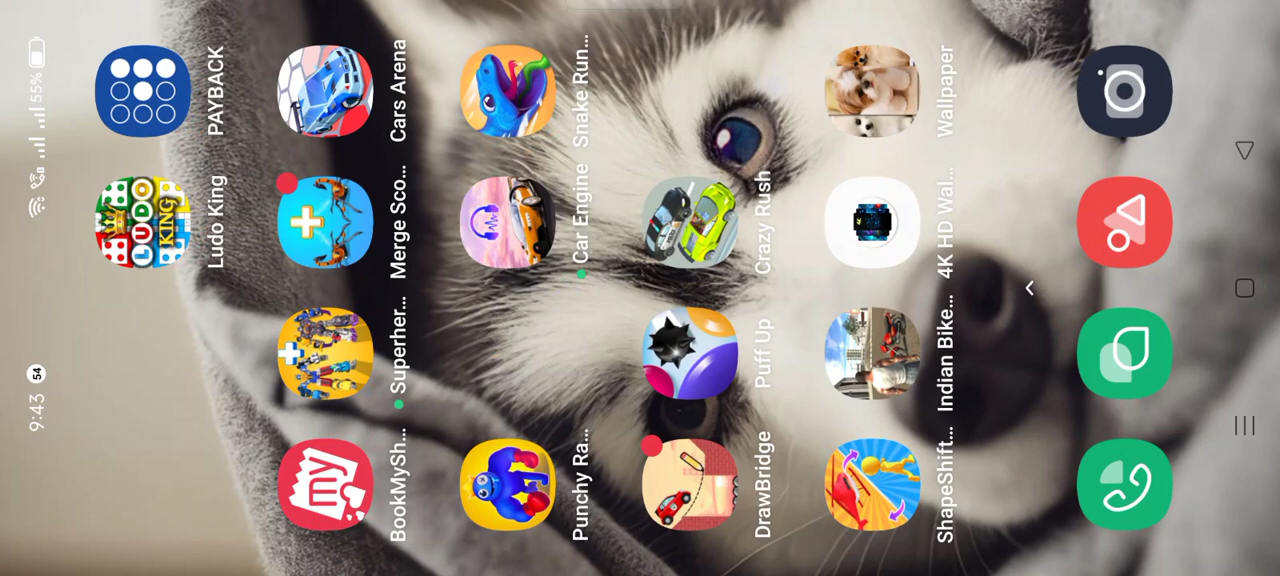 9:43 54 55%
LUDO
KING
Ludo King PAYBACK
my
BookMySh... Superher... Merge Sco... Cars Arena
Punchy Ra... Car Engine Snake Run...
DrawBridge Puff Up Crazy Rush
ShapeShift... Indian Bike... 4K HD Wal... Wallpaper